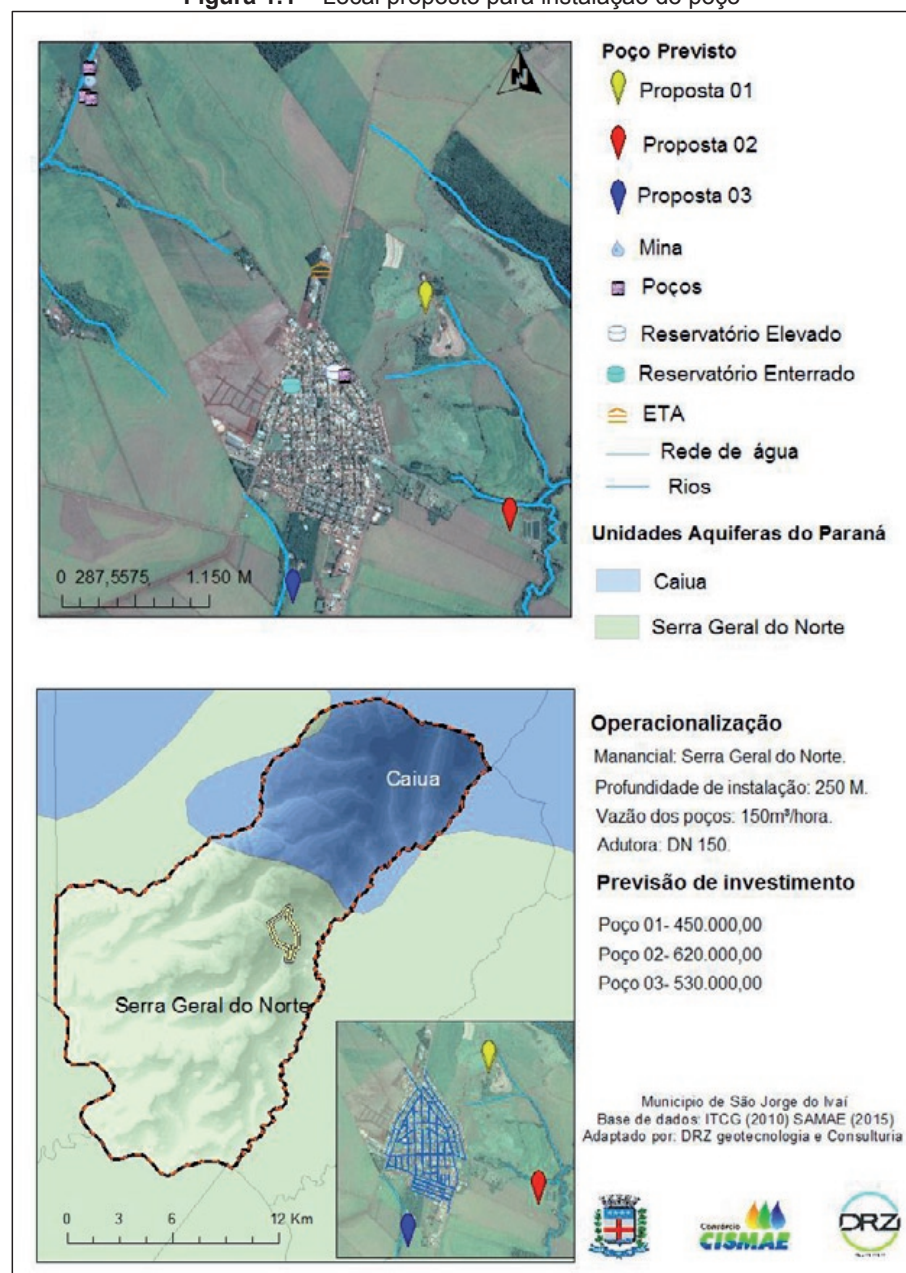 Figura 1.1 – Local proposto para instalação do poço
N
0 287,5575 1.150 M
Poço Previsto
Proposta 01
Proposta 02
Proposta 03
Mina
Poços
Reservatório Elevado
Reservatório Enterrado
ETA
Rede de água
Rios
Unidades Aquiferas do Paraná
Caiua
Serra Geral do Norte
Caiua
Serra Geral do Norte
0 3 6 12 Km
Operacionalização
Manancial: Serra Geral do Norte.
Profundidade de instalação: 250 M.
Vazão dos poços: 150m³/hora.
Adutora: DN 150.
Previsão de investimento
Poço 01- 450.000,00
Poço 02- 620.000,00
Poço 03- 530.000,00
Municipio de São Jorge do Ivaí
Base de dados: ITCG (2010) SAMAE (2015)
Adaptado por: DRZ geotecnologia e Consultoria
Consórcio
CISMAE
DRZ